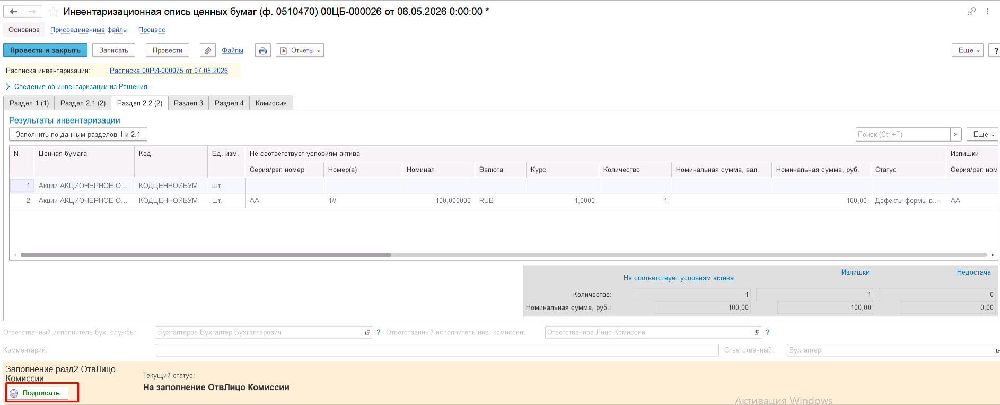 Инвентаризационная опись ценных бумаг (ф. 0510470) 00ЦБ-000026 от 06.05.2026 0:00:00 *
Основное Присоединенные файлы Процесс
Провести и закрыть Записать Провести Файлы Отчеты Еще ?
Расписка инвентаризации: Расписка 00РИ-000075 от 07.05.2026
Сведения об инвентаризации из Решения
Раздел 1 (1) Раздел 2.1 (2) Раздел 2.2 (2) Раздел 3 Раздел 4 Комиссия
Результаты инвентаризации
Заполнить по данным разделов 1 и 2.1 Поиск (Ctrl+F) × Еще
N Ценная бумага Код Ед. изм. Не соответствует условиям актива Излишки
Серия/рег. номер Номер(а) Номинал Валюта Курс Количество Номинальная сумма, вал. Номинальная сумма, руб. Статус Серия/рег. ном
1 Акции АКЦИОНЕРНОЕ О... КОДЦЕННОЙБУМ шт.
2 Акции АКЦИОНЕРНОЕ О... КОДЦЕННОЙБУМ шт. АА 1//- 100,000000 RUB 1,0000 1 100,00 Дефекты формы в... АА
Не соответствует условиям актива Излишки Недостача
Количество: 1 1 0
Номинальная сумма, руб.: 100,00 100,00 0,00
Ответственный исполнитель бух. службы: Бухгалтеров Бухгалтер Бухгалтерович ? Ответственный исполнитель инв. комиссии: Ответственное Лицо Комиссии ?
Комментарий: Ответственный: Бухгалтер
Заполнение разд2 ОтвЛицо
Комиссии
Текущий статус:
На заполнение ОтвЛицо Комиссии
Подписать
Активация Windows